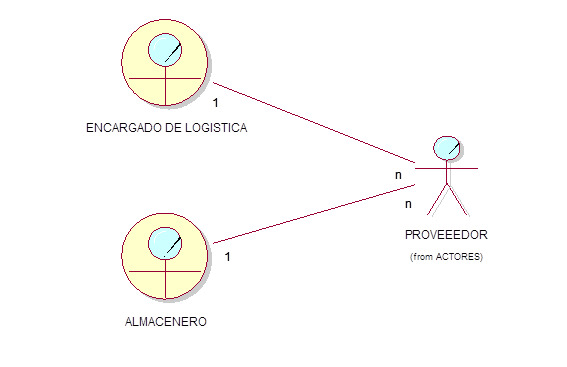 1
ENCARGADO DE LOGISTICA
n
n
PROVEEEDOR
1
(from ACTORES)
ALMACENERO